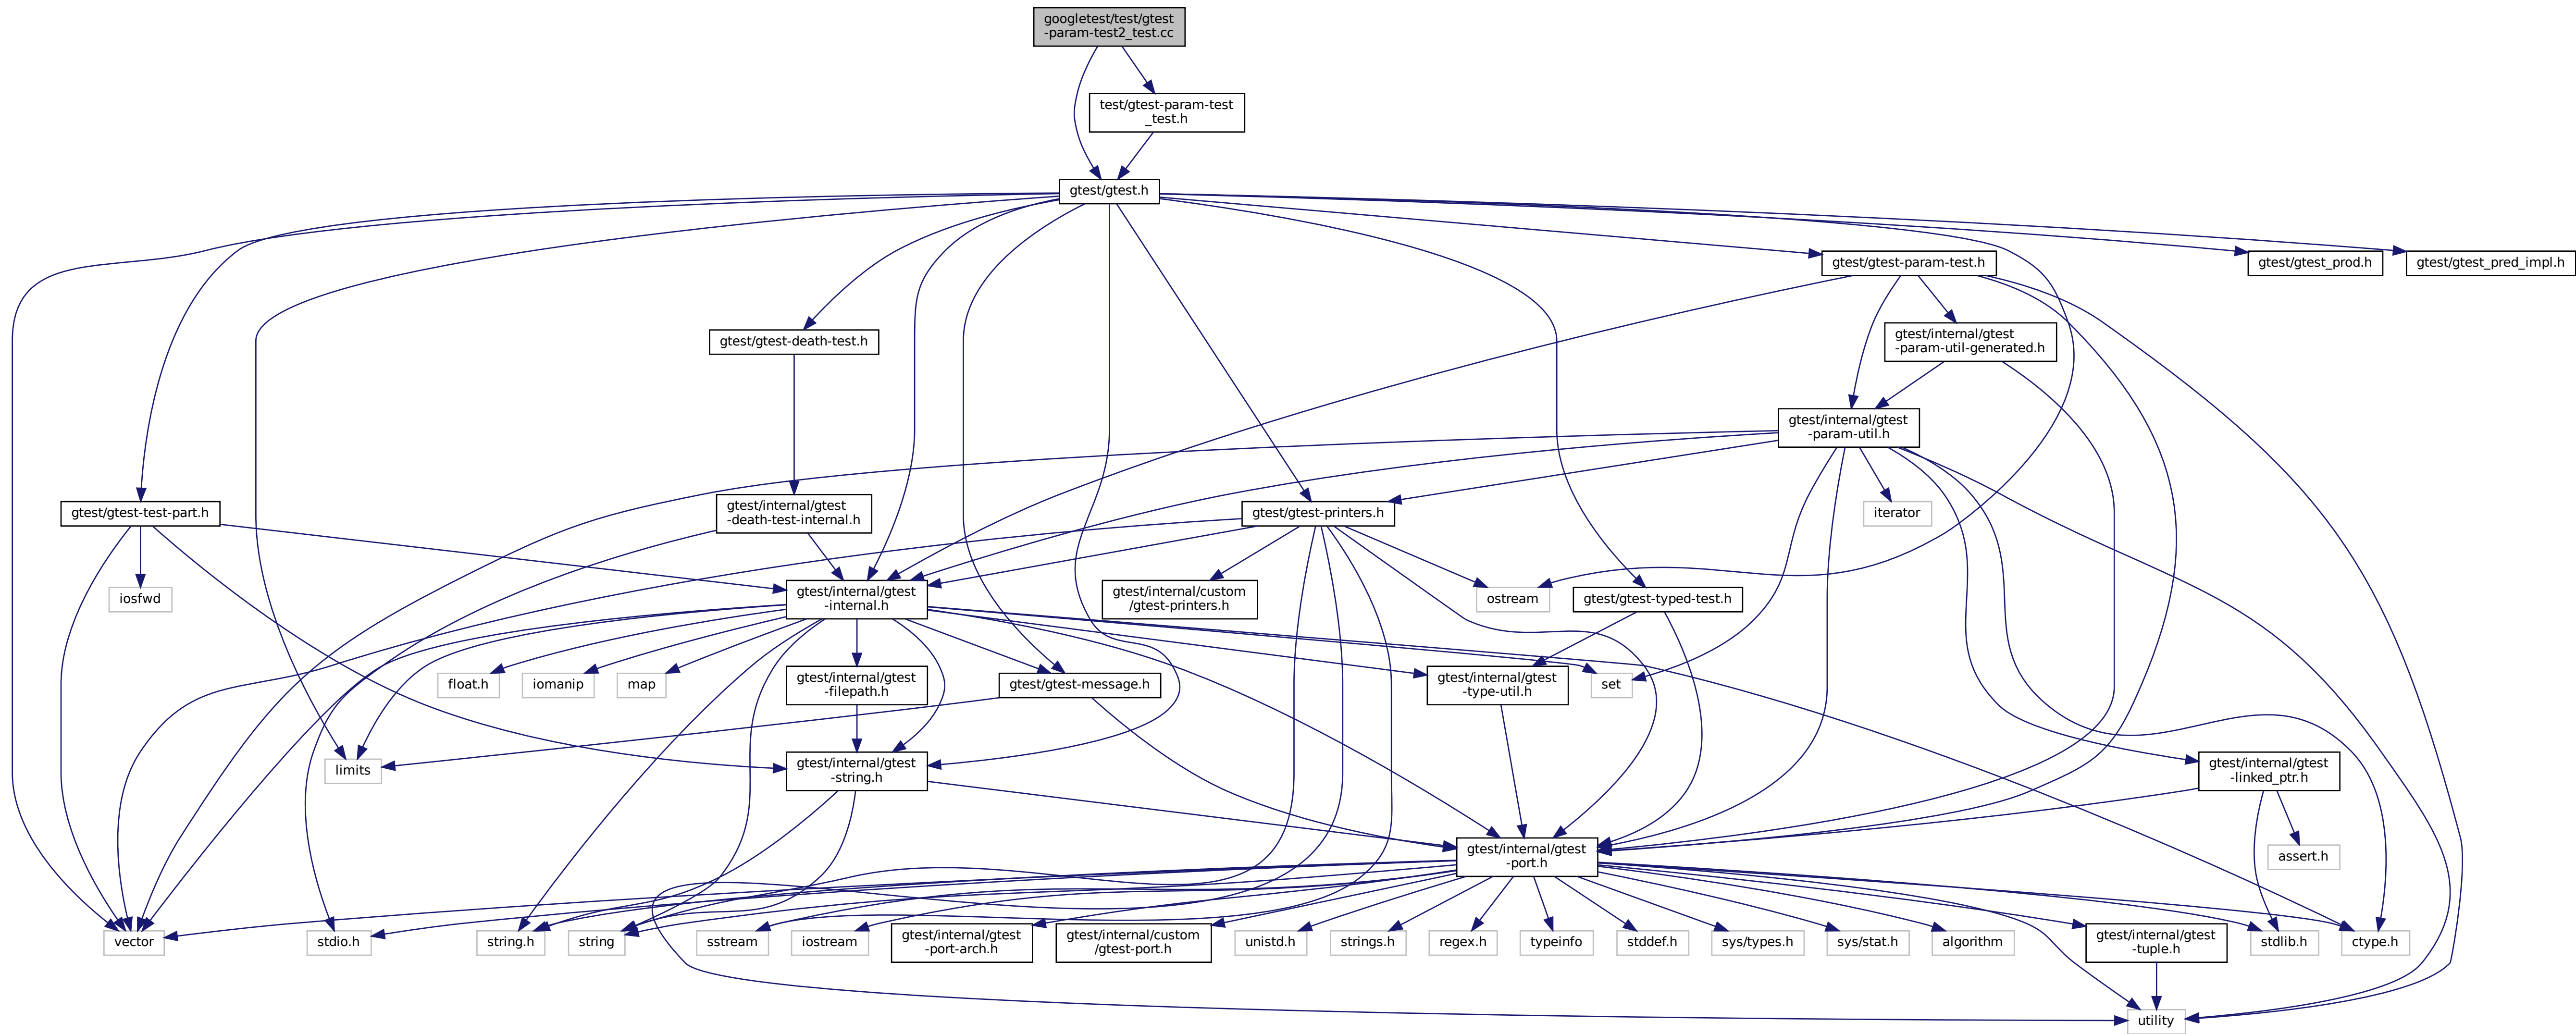 googletest/test/gtest
-param-test2_test.cc
test/gtest-param-test
_test.h
gtest/gtest.h
gtest/gtest-param-test.h
gtest/gtest_prod.h
gtest/gtest_pred_impl.h
gtest/gtest-death-test.h
gtest/internal/gtest
-param-util-generated.h
gtest/internal/gtest
-param-util.h
gtest/gtest-test-part.h
gtest/internal/gtest
-death-test-internal.h
gtest/gtest-printers.h
iterator
iosfwd
gtest/internal/gtest
-internal.h
gtest/internal/custom
/gtest-printers.h
ostream
gtest/gtest-typed-test.h
float.h
iomanip
map
gtest/internal/gtest
-filepath.h
gtest/gtest-message.h
gtest/internal/gtest
-type-util.h
set
limits
gtest/internal/gtest
-string.h
gtest/internal/gtest
-linked_ptr.h
gtest/internal/gtest
-port.h
assert.h
vector
stdio.h
string.h
string
sstream
iostream
gtest/internal/gtest
-port-arch.h
gtest/internal/custom
/gtest-port.h
unistd.h
strings.h
regex.h
typeinfo
stddef.h
sys/types.h
sys/stat.h
algorithm
gtest/internal/gtest
-tuple.h
stdlib.h
ctype.h
utility